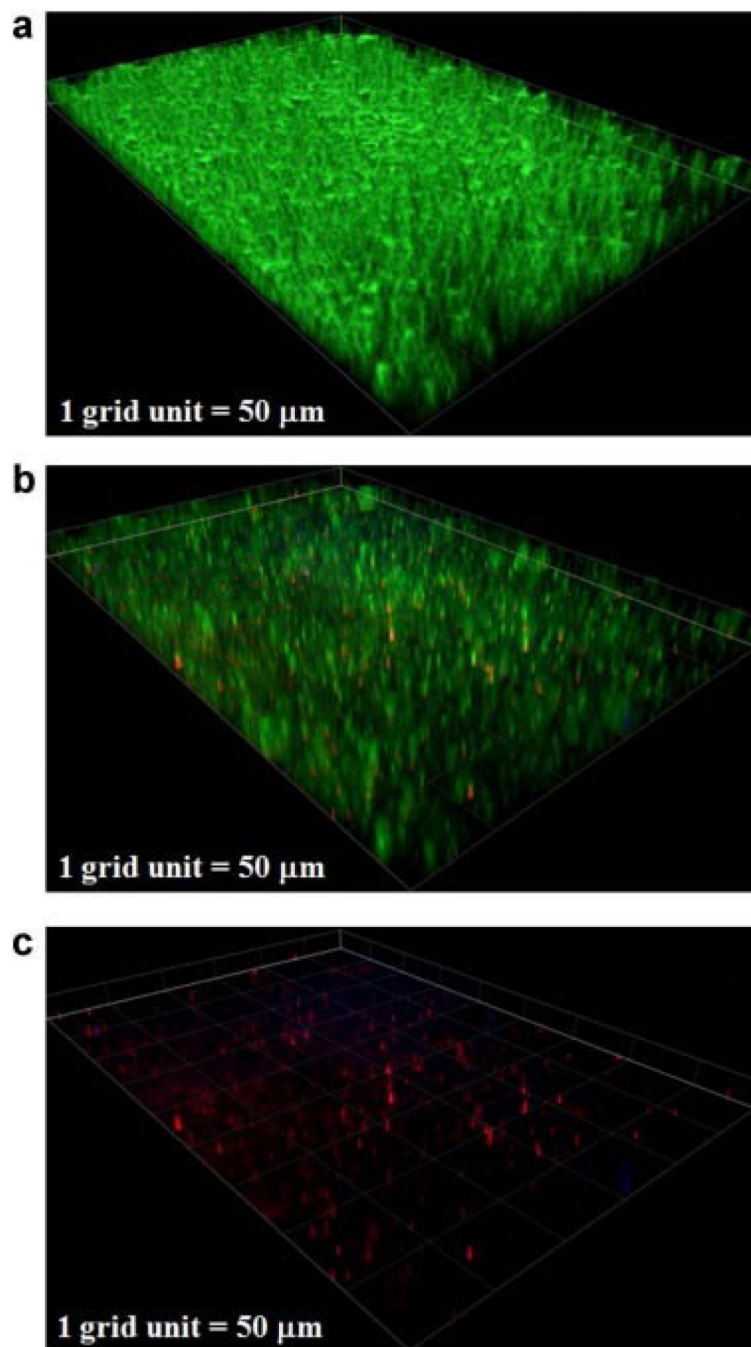 a
1 grid unit = 50 µm
b
1 grid unit = 50 µm
c
1 grid unit = 50 µm